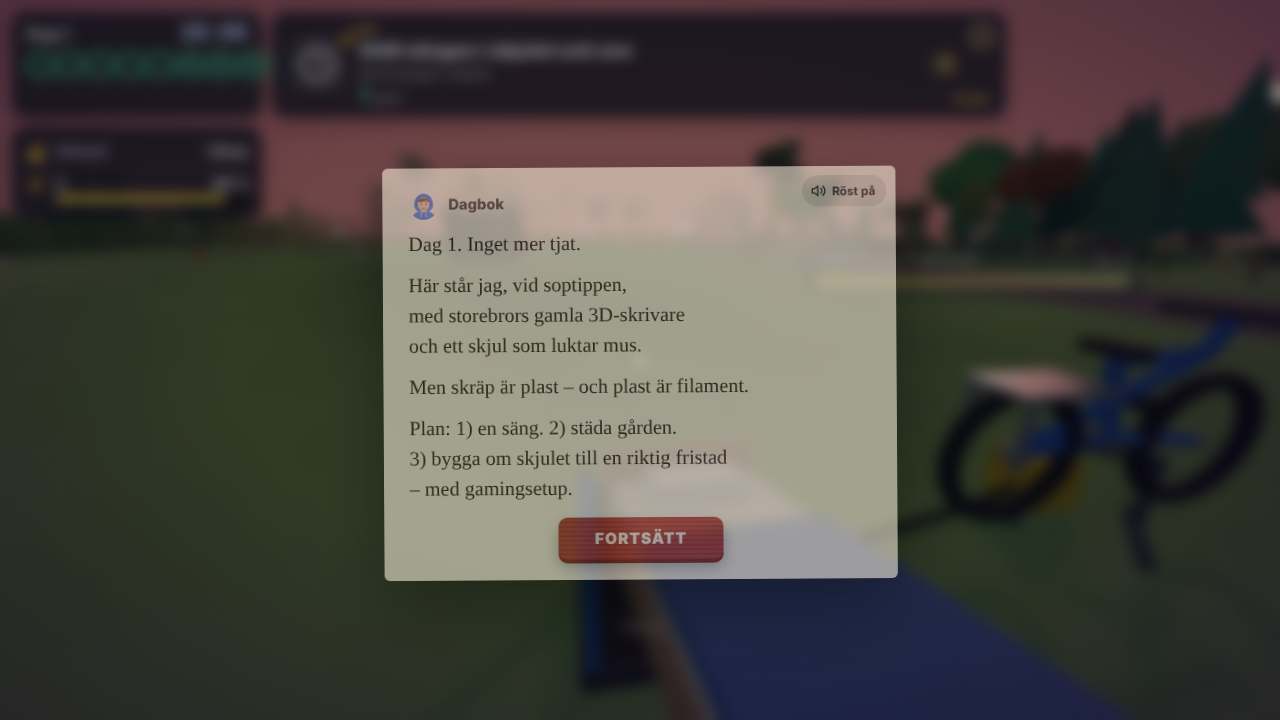 Dagbok
Röst på
Dag 1. Inget mer tjat.
Här står jag, vid soptippen,
med storebrors gamla 3D-skrivare
och ett skjul som luktar mus.
Men skräp är plast – och plast är filament.
Plan: 1) en säng. 2) städa gården.
3) bygga om skjulet till en riktig fristad
– med gamingsetup.
FORTSÄTT